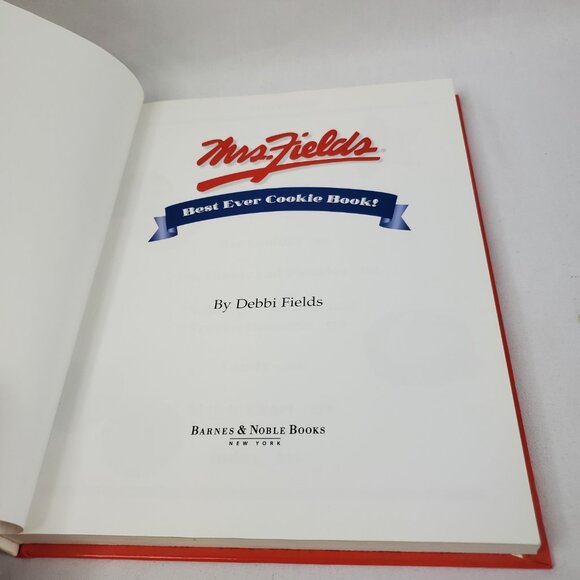 Mrs. Fields
Best Ever Cookie Book!
By Debbi Fields
BARNES & NOBLE BOOKS
NEW YORK